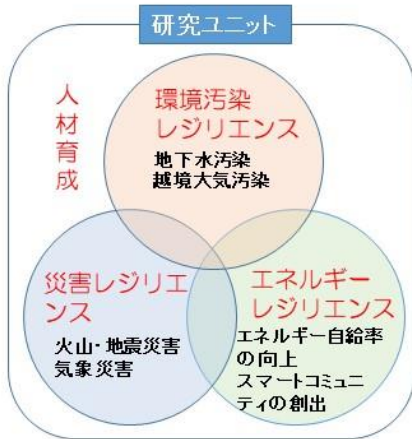 研究ユニット
人材育成
環境汚染
レジリエンス
地下水汚染
越境大気汚染
災害レジリエ
ンス
火山・地震災害
気象災害
エネルギー
レジリエンス
エネルギー自給率
の向上
スマートコミュニ
ティの創出